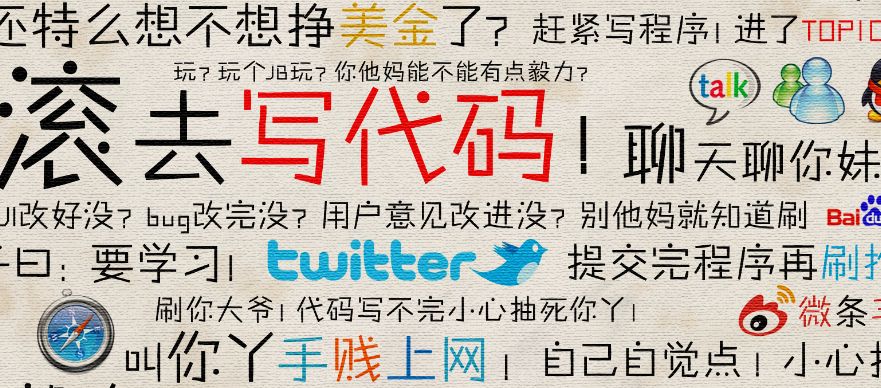 还特么想不想挣美金了？ 赶紧写程序！进了TOPIC
玩？玩个JB玩？你他妈能不能有点毅力？
滚去写代码！
talk
聊天聊你妹
UI改好没？bug改完没？用户意见改进没？别他妈就知道刷 Bai
子曰：要学习！ twitter 提交完程序再刷推
刷你大爷！代码写不完小心抽死你丫！
微条
叫你丫手贱上网！自己自觉点！小心